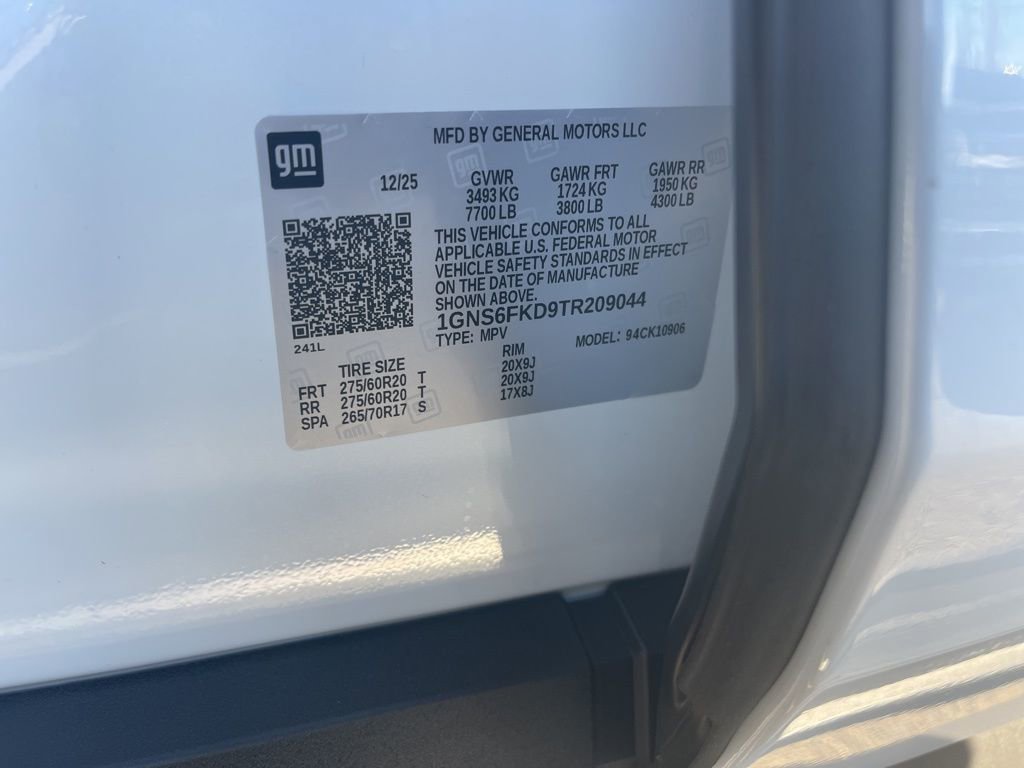 gm
MFD BY GENERAL MOTORS LLC
12/25
GVWR GAWR FRT GAWR RR
3493 KG 1724 KG 1950 KG
7700 LB 3800 LB 4300 LB
THIS VEHICLE CONFORMS TO ALL
APPLICABLE U.S. FEDERAL MOTOR
VEHICLE SAFETY STANDARDS IN EFFECT
ON THE DATE OF MANUFACTURE
SHOWN ABOVE.
1GNS6FKD9TR209044
TYPE: MPV MODEL: 94CK10906
241L
TIRE SIZE RIM
FRT 275/60R20 T 20X9J
RR 275/60R20 T 20X9J
SPA 265/70R17 S 17X8J